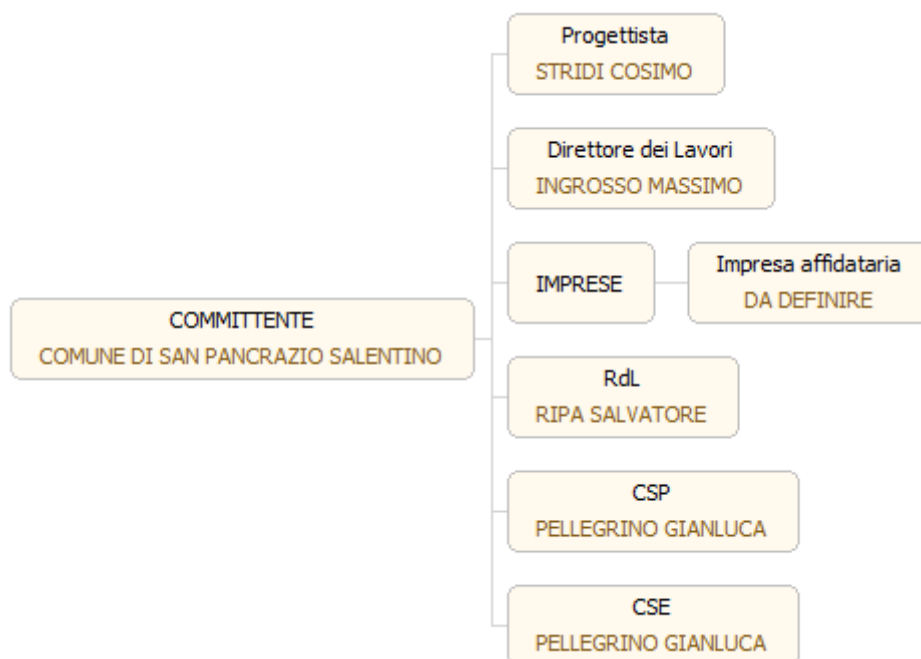 Progettista
STRIDI COSIMO
Direttore dei Lavori
INGROSSO MASSIMO
IMPRESE
Impresa affidataria
DA DEFINIRE
COMMITTENTE
COMUNE DI SAN PANCRAZIO SALENTINO
RdL
RIPA SALVATORE
CSP
PELLEGRINO GIANLUCA
CSE
PELLEGRINO GIANLUCA